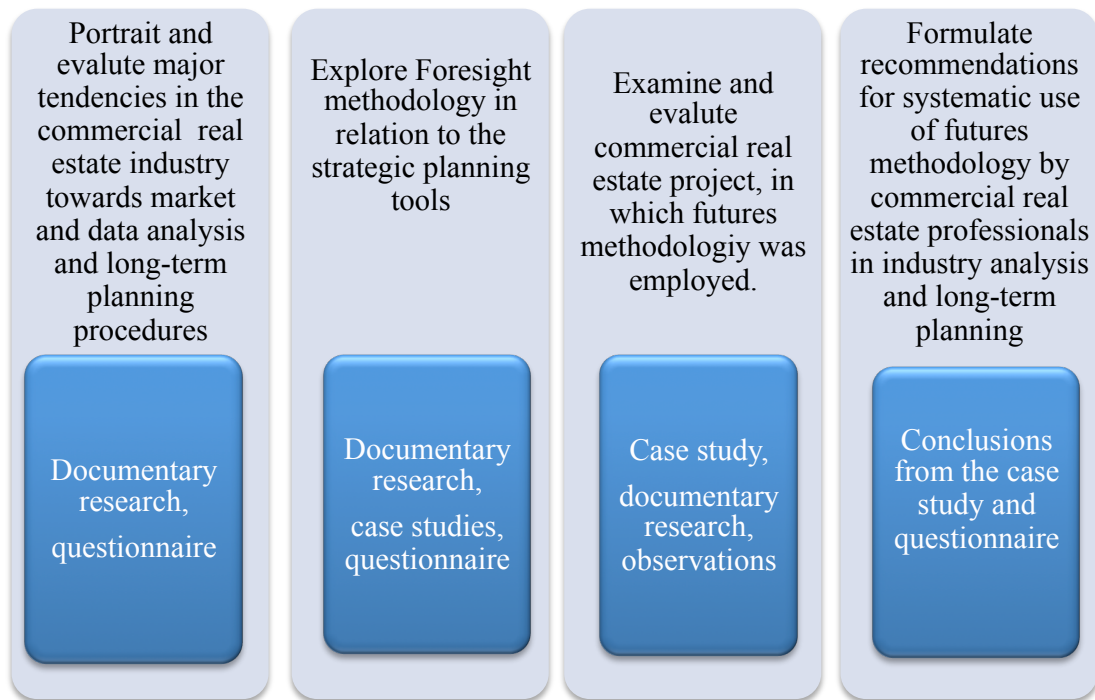 Portrait and
evalute major
tendencies in the
commercial real
estate industry
towards market
and data analysis
and long-term
planning
procedures
Documentary
research,
questionnaire
Explore Foresight
methodology in
relation to the
strategic planning
tools
Documentary
research,
case studies,
questionnaire
Examine and
evalute
commercial real
estate project, in
which futures
methodologiy was
employed.
Case study,
documentary
research,
observations
Formulate
recommendations
for systematic use
of futures
methodology by
commercial real
estate professionals
in industry analysis
and long-term
planning
Conclusions
from the case
study and
questionnaire